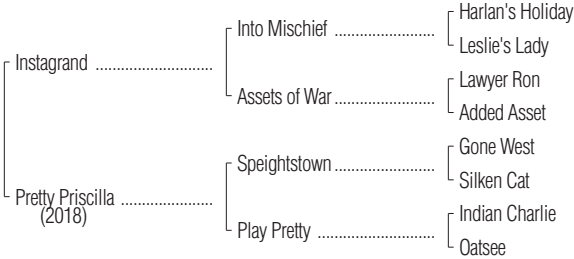 Harlan's Holiday
Into Mischief ....................
Leslie's Lady
Instagrand ........................
Lawyer Ron
Assets of War ....................
Added Asset
Gone West
Speightstown ....................
Silken Cat
Pretty Priscilla ...................
(2018)
Indian Charlie
Play Pretty .......................
Oatsee